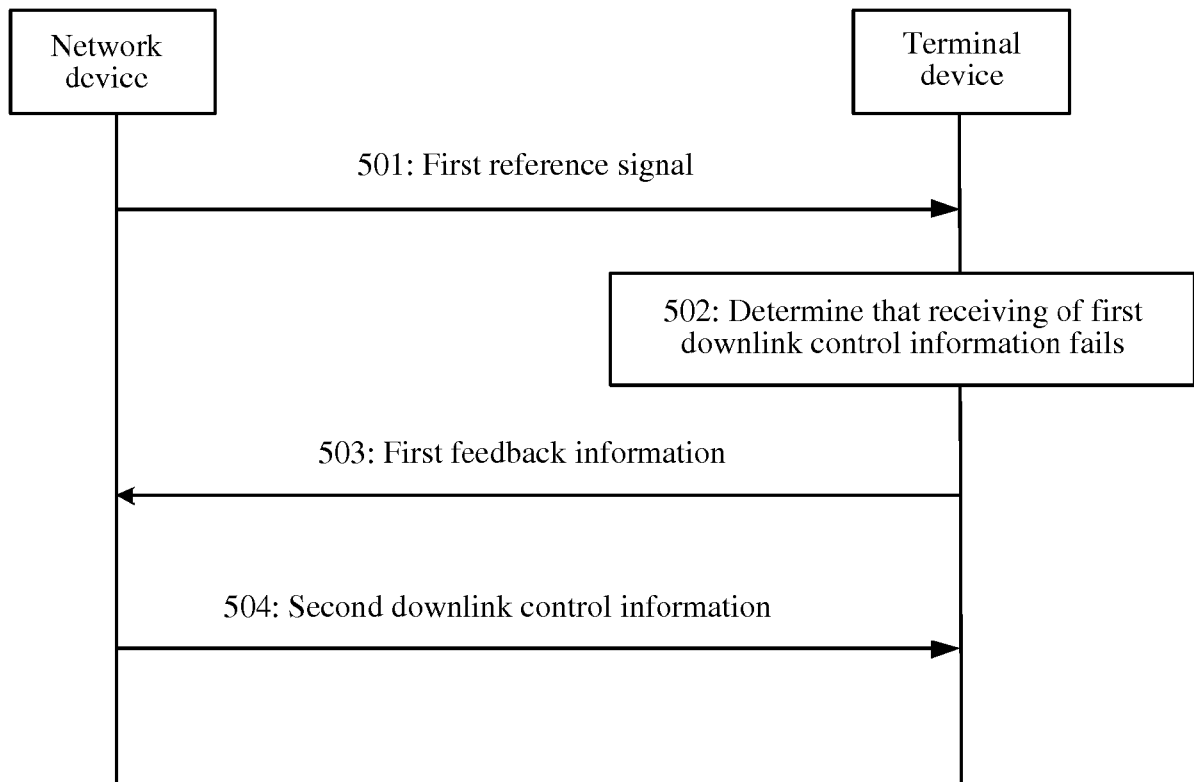 Network
device
Terminal
device
501: First reference signal
502: Determine that receiving of first
downlink control information fails
503: First feedback information
504: Second downlink control information